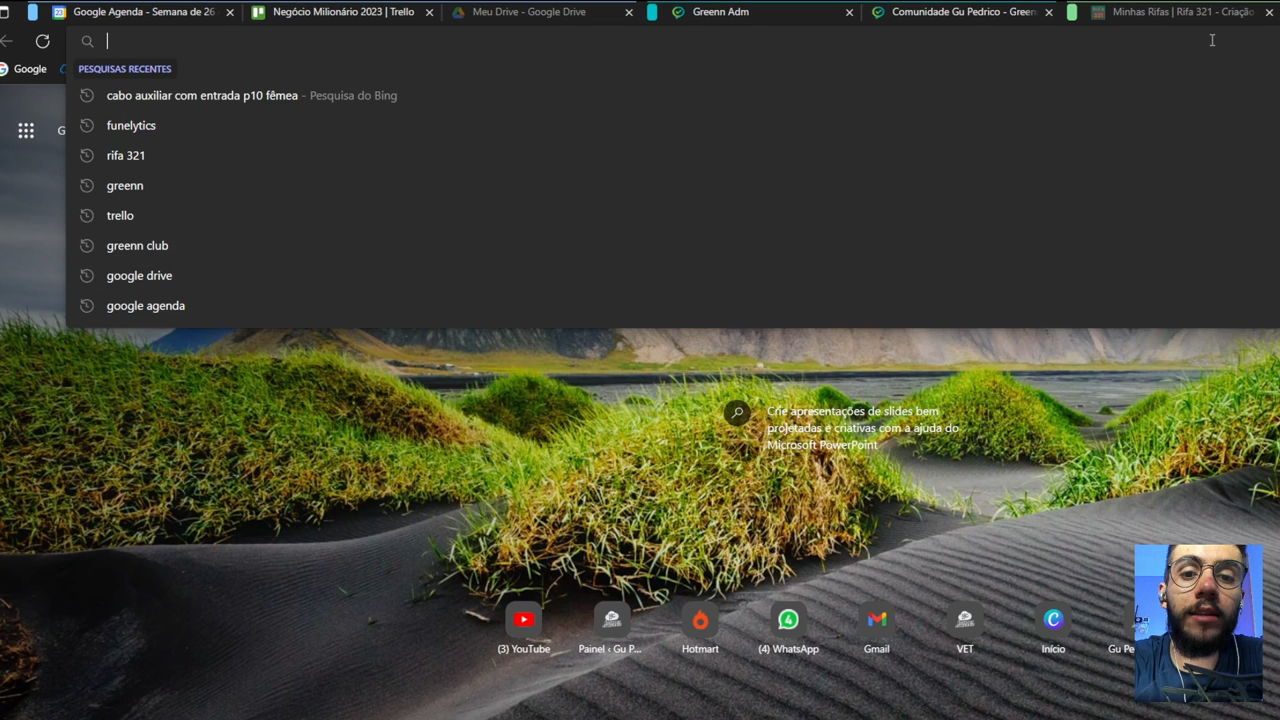 Google Agenda - Semana de 26
Negócio Milionário 2023 | Trello
Meu Drive - Google Drive
Greenn Adm
Comunidade Gu Pedrico - Green
Minhas Rifas | Rifa 321 - Criação
Google
PESQUISAS RECENTES
cabo auxiliar com entrada p10 fêmea - Pesquisa do Bing
funelytics
rifa 321
greenn
trello
greenn club
google drive
google agenda
G
Crie apresentações de slides bem
projetadas e criativas com a ajuda do
Microsoft PowerPoint
(3) YouTube
Painel ‹ Gu P...
Hotmart
(4) WhatsApp
Gmail
VET
Início
Gu Pe